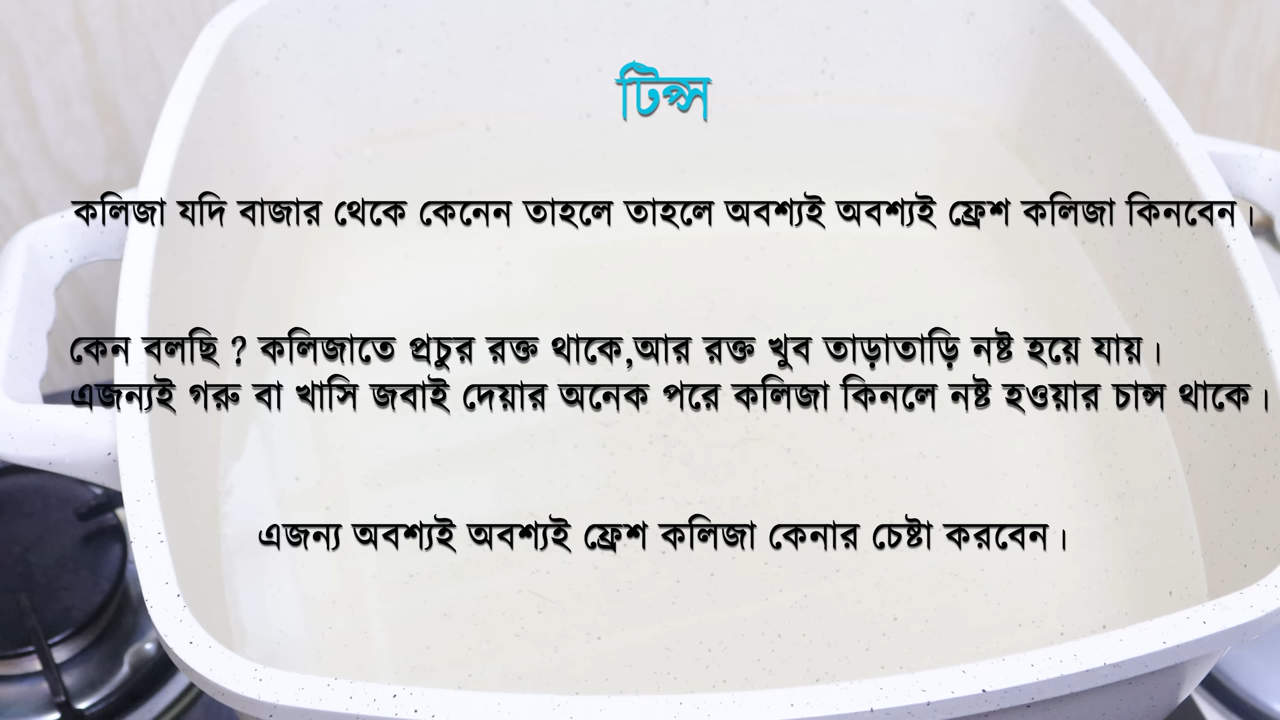 টিপ্স
কলিজা যদি বাজার থেকে কেনেন তাহলে তাহলে অবশ্যই অবশ্যই ফ্রেশ কলিজা কিনবেন।
কেন বলছি ? কলিজাতে প্রচুর রক্ত থাকে,আর রক্ত খুব তাড়াতাড়ি নষ্ট হয়ে যায়।
এজন্যই গরু বা খাসি জবাই দেয়ার অনেক পরে কলিজা কিনলে নষ্ট হওয়ার চান্স থাকে।
এজন্য অবশ্যই অবশ্যই ফ্রেশ কলিজা কেনার চেষ্টা করবেন।